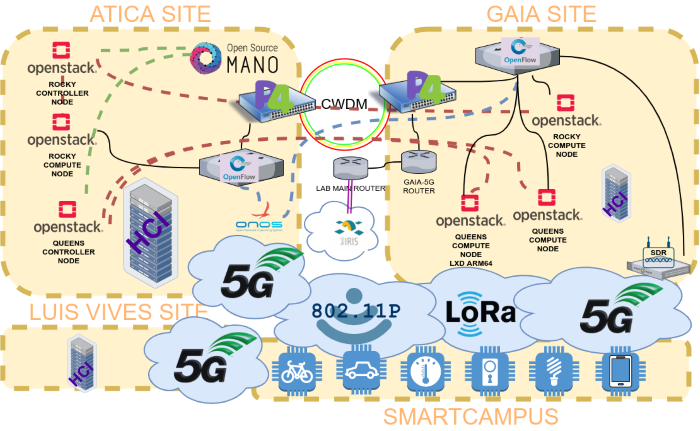 ATICA SITE
GAIA SITE
openstack.
ROCKY
CONTROLLER
NODE
Open Source
MANO
P4
CWDM
P4
OpenFlow
openstack.
ROCKY
COMPUTE
NODE
openstack.
ROCKY
COMPUTE
NODE
OpenFlow
LAB MAIN ROUTER
GAIA-5G
ROUTER
openstack.
QUEENS
CONTROLLER
NODE
HCI
onos
openstack.
QUEENS
COMPUTE
NODE
LXD ARM64
openstack.
QUEENS
COMPUTE
NODE
HCI
SDR
5G
802.11P
LoRa
5G
LUIS VIVES SITE
HCI
5G
SMARTCAMPUS